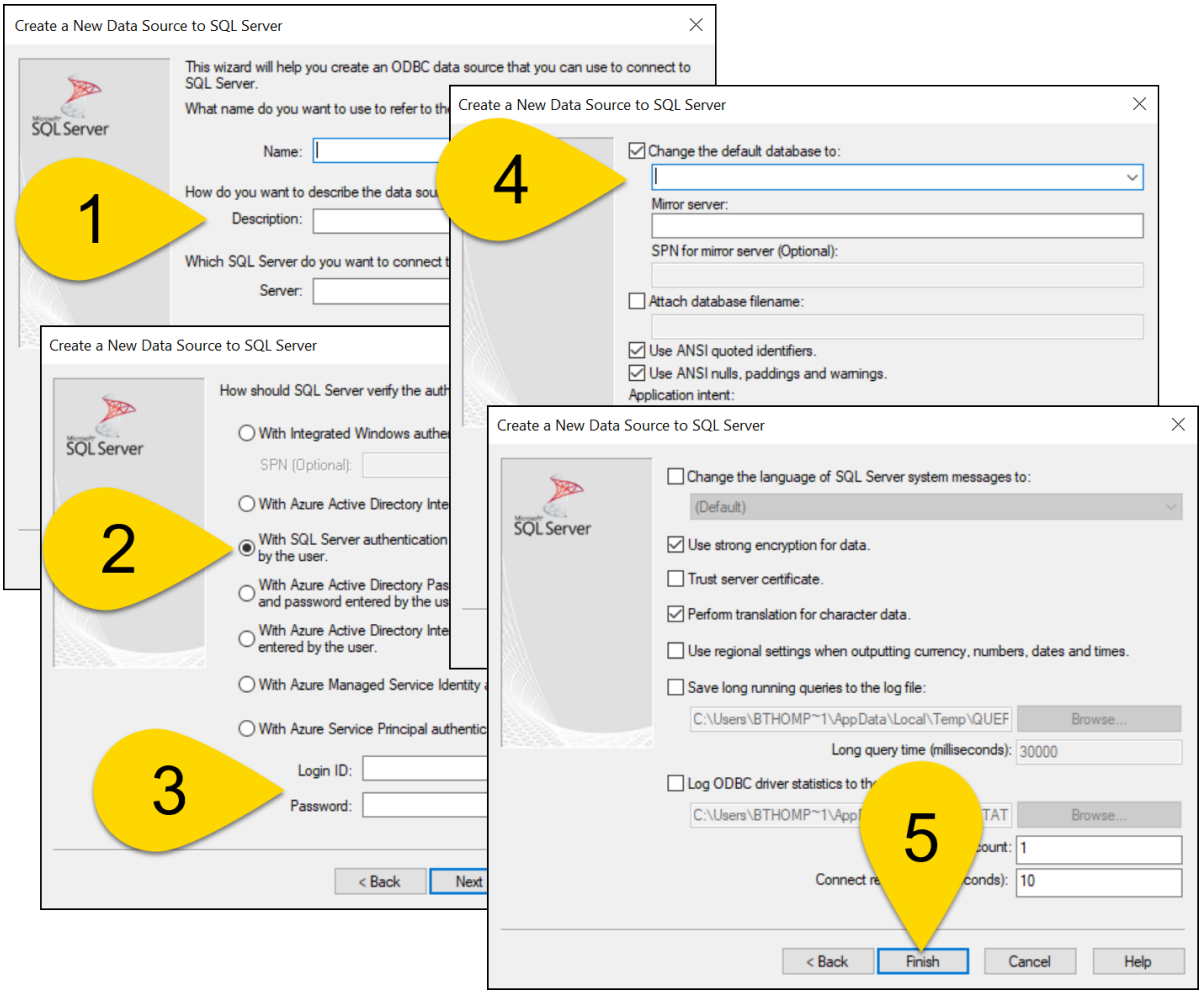 Create a New Data Source to SQL Server
This wizard will help you create an ODBC data source that you can use to connect to
SQL Server.
What name do you want to use to refer to the
Microsoft
SQL Server
Name:
How do you want to describe the data sou
Description:
Which SQL Server do you want to connect t
Server:
1
Create a New Data Source to SQL Server
Microsoft
SQL Server
How should SQL Server verify the auth
With Integrated Windows authe
SPN (Optional):
With Azure Active Directory Inte
With SQL Server authentication
by the user.
With Azure Active Directory Pas
and password entered by the us
With Azure Active Directory Inte
entered by the user.
With Azure Managed Service Identity a
With Azure Service Principal authentic
Login ID:
Password:
< Back
Next
2
3
Create a New Data Source to SQL Server
4
Change the default database to:
Mirror server:
SPN for mirror server (Optional):
Attach database filename:
Use ANSI quoted identifiers.
Use ANSI nulls, paddings and warnings.
Application intent:
Create a New Data Source to SQL Server
Microsoft
SQL Server
Change the language of SQL Server system messages to:
(Default)
Use strong encryption for data.
Trust server certificate.
Perform translation for character data.
Use regional settings when outputting currency, numbers, dates and times.
Save long running queries to the log file:
C:\Users\BTHOMP~1\AppData\Local\Temp\QUEF
Browse...
Long query time (milliseconds): 30000
Log ODBC driver statistics to the
C:\Users\BTHOMP~1\AppD TAT
Browse...
5
ount: 1
Connect re conds): 10
< Back
Finish
Cancel
Help